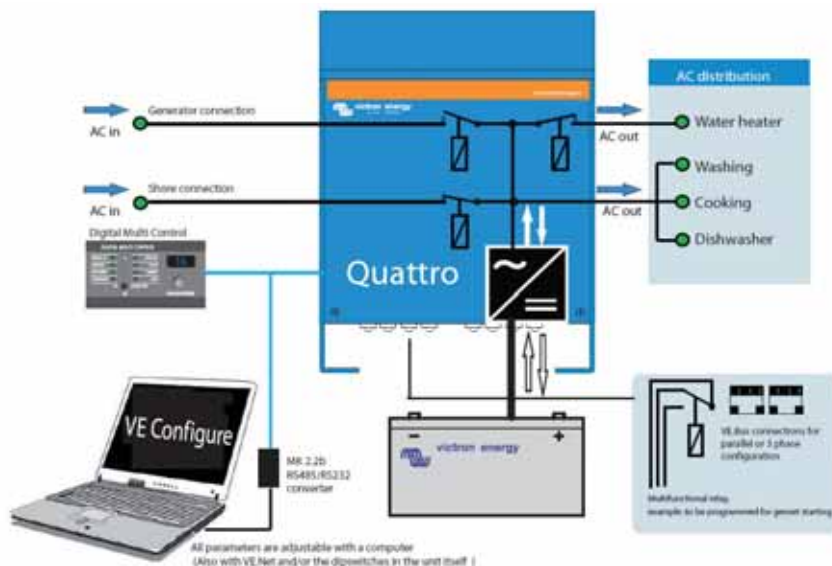 AC distribution
Generator connection
victron energy
AC in
AC out
Water heater
Washing
Shore connection
AC in
AC out
Cooking
Digital Multi Control
Dishwasher
Quattro
VE Configure
MK 2.2b
RS485/RS232
converter
victron energy
VE.Bus connections for
parallel or 3 phase
configuration
Multifunctional relay,
example to be programmed for genset starting
All parameters are adjustable with a computer
(Also with VE.Net and/or the dipswitches in the unit itself )